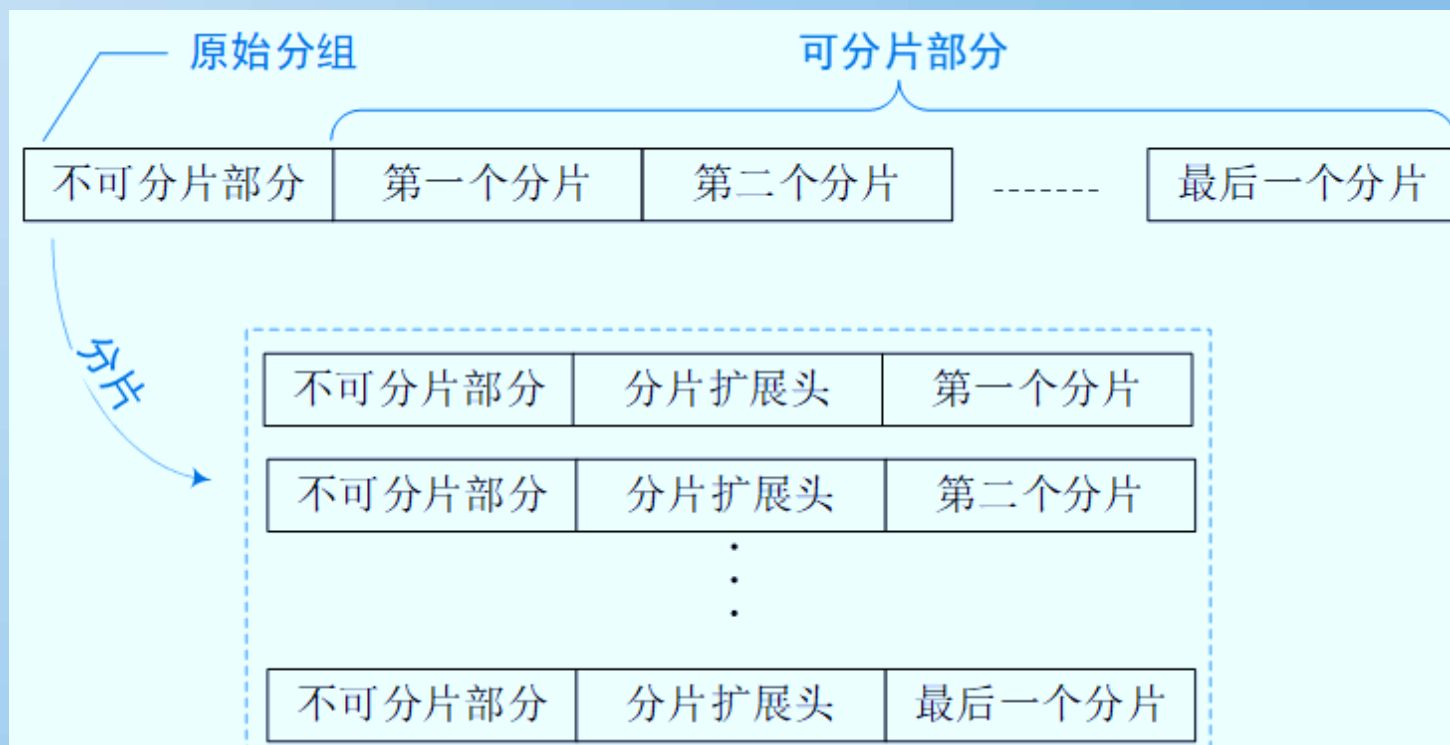 原始分组 可分片部分
不可分片部分 第一个分片 第二个分片 ------- 最后一个分片
分片
不可分片部分 分片扩展头 第一个分片
不可分片部分 分片扩展头 第二个分片
不可分片部分 分片扩展头 最后一个分片